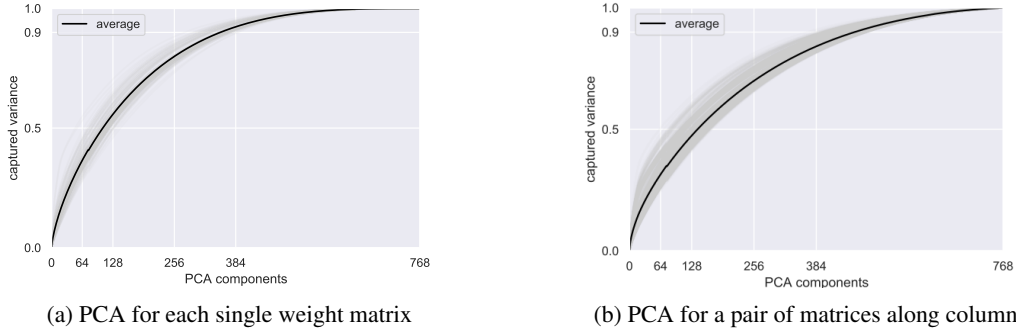 1.0
0.9
0.5
0.0
captured variance
average
0 64 128 256 384 768
PCA components
(a) PCA for each single weight matrix
1.0
0.9
0.5
0.0
captured variance
average
0 64 128 256 384 768
PCA components
(b) PCA for a pair of matrices along column